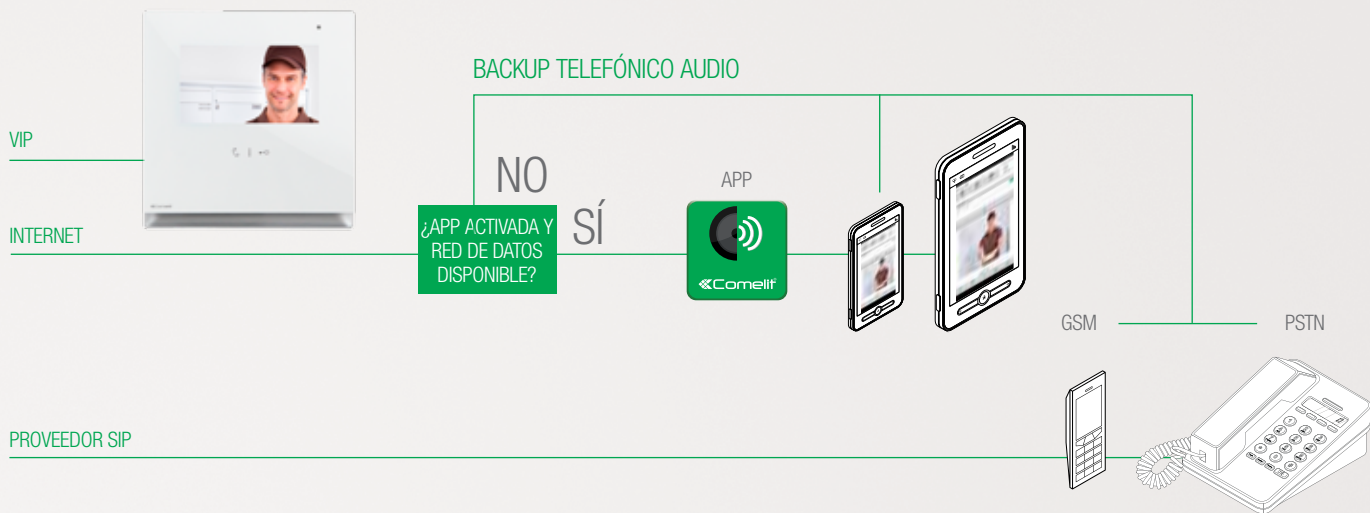 BACKUP TELEFÓNICO AUDIO
VIP
NO
APP
INTERNET
¿APP ACTIVADA Y
RED DE DATOS
DISPONIBLE?
SÍ
Comelit
GSM
PSTN
PROVEEDOR SIP